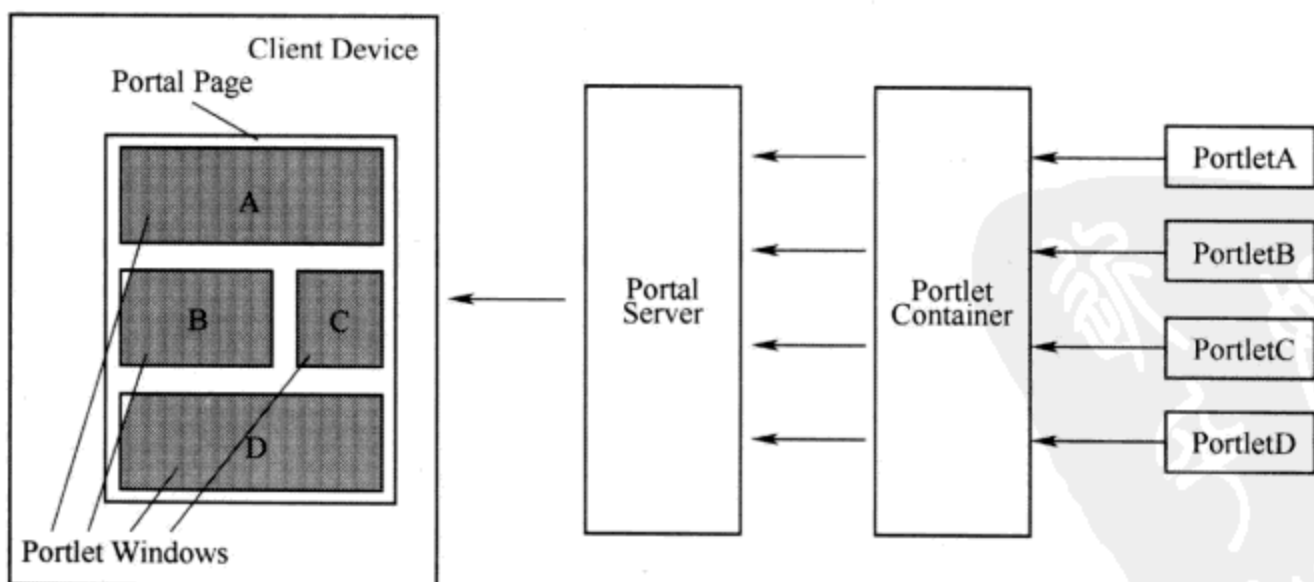 Client Device
Portal Page
A
B
C
D
Portlet Windows
Portal
Server
Portlet
Container
PortletA
PortletB
PortletC
PortletD